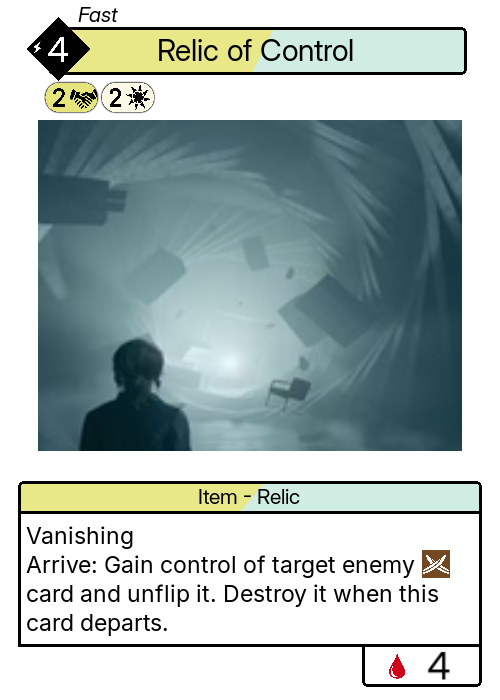 Fast
4 Relic of Control
2 2
Item - Relic
Vanishing
Arrive: Gain control of target enemy
card and unflip it. Destroy it when this
card departs.
4